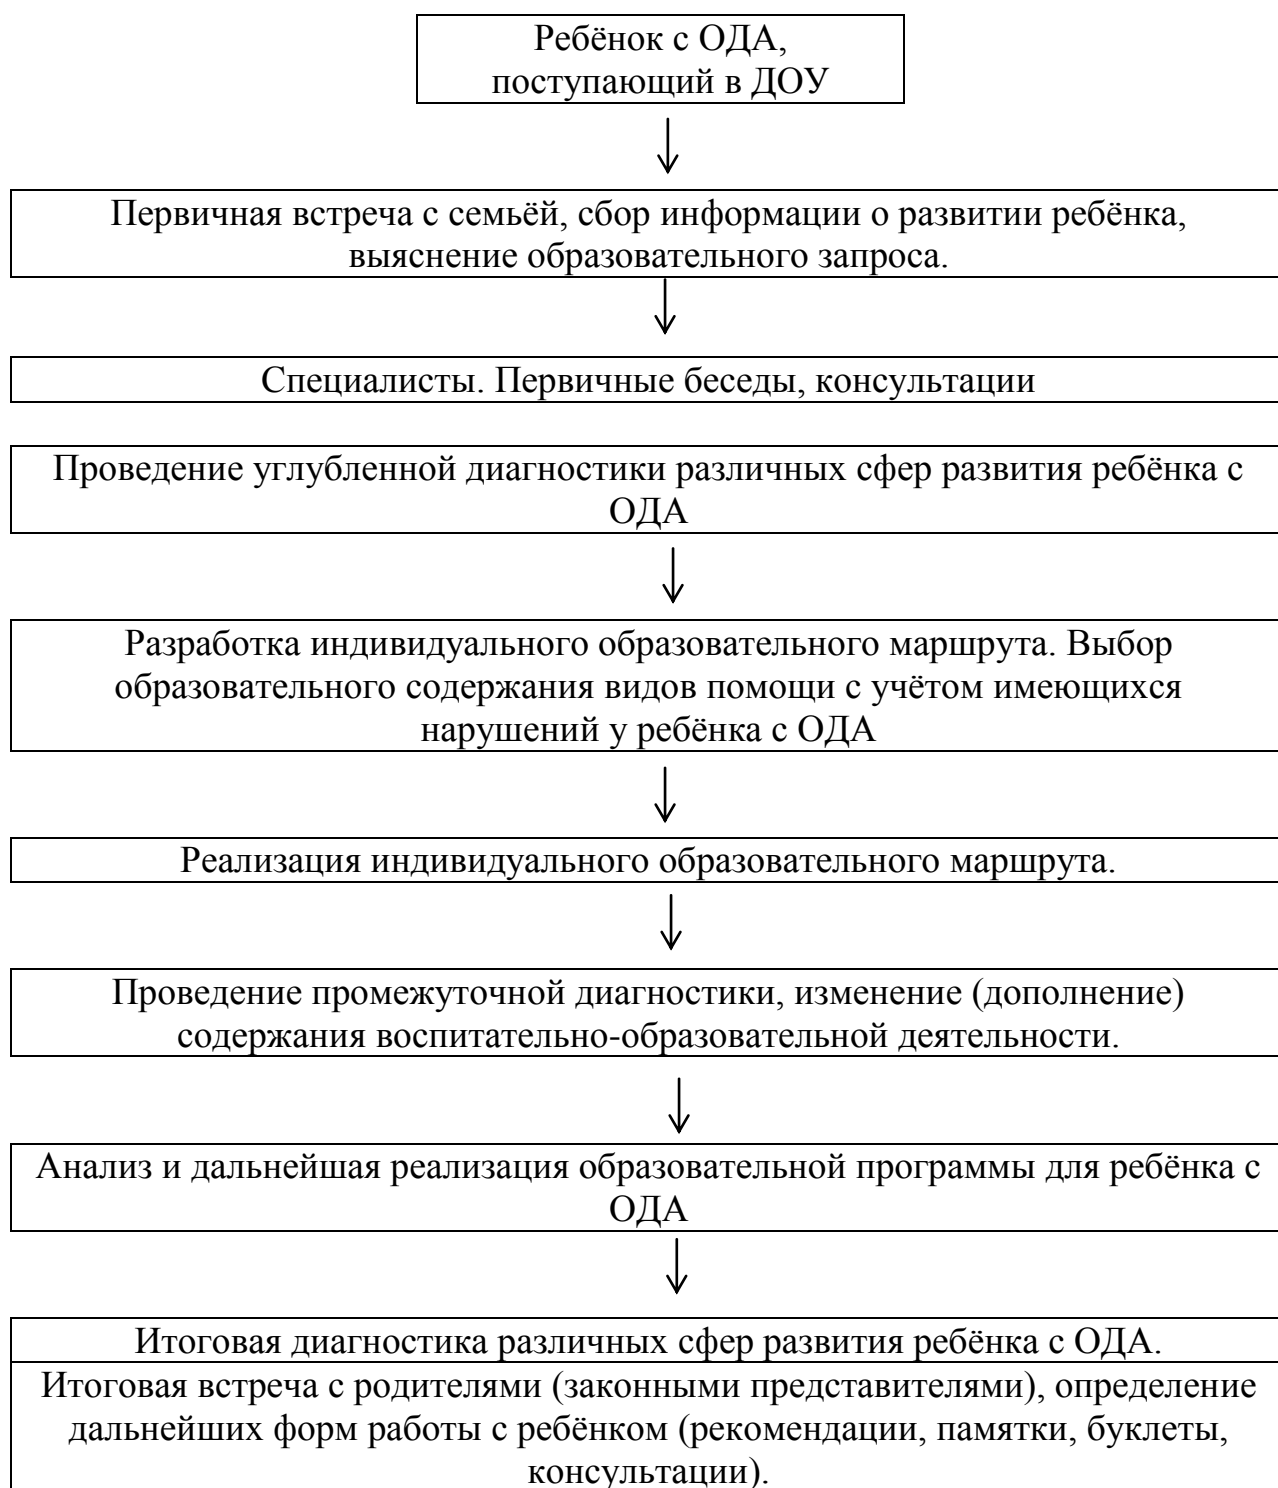 Ребёнок с ОДА,
поступающий в ДОУ
Первичная встреча с семьёй, сбор информации о развитии ребёнка,
выяснение образовательного запроса.
Специалисты. Первичные беседы, консультации
Проведение углубленной диагностики различных сфер развития ребёнка с
ОДА
Разработка индивидуального образовательного маршрута. Выбор
образовательного содержания видов помощи с учётом имеющихся
нарушений у ребёнка с ОДА
Реализация индивидуального образовательного маршрута.
Проведение промежуточной диагностики, изменение (дополнение)
содержания воспитательно-образовательной деятельности.
Анализ и дальнейшая реализация образовательной программы для ребёнка с
ОДА
Итоговая диагностика различных сфер развития ребёнка с ОДА.
Итоговая встреча с родителями (законными представителями), определение
дальнейших форм работы с ребёнком (рекомендации, памятки, буклеты,
консультации).